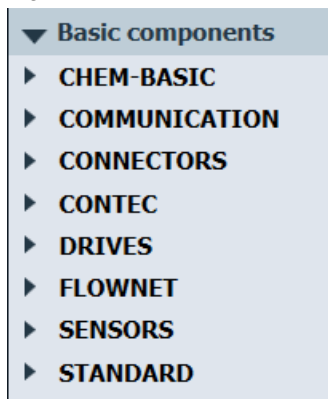 Basic components
CHEM-BASIC
COMMUNICATION
CONNECTORS
CONTEC
DRIVES
FLOWNET
SENSORS
STANDARD